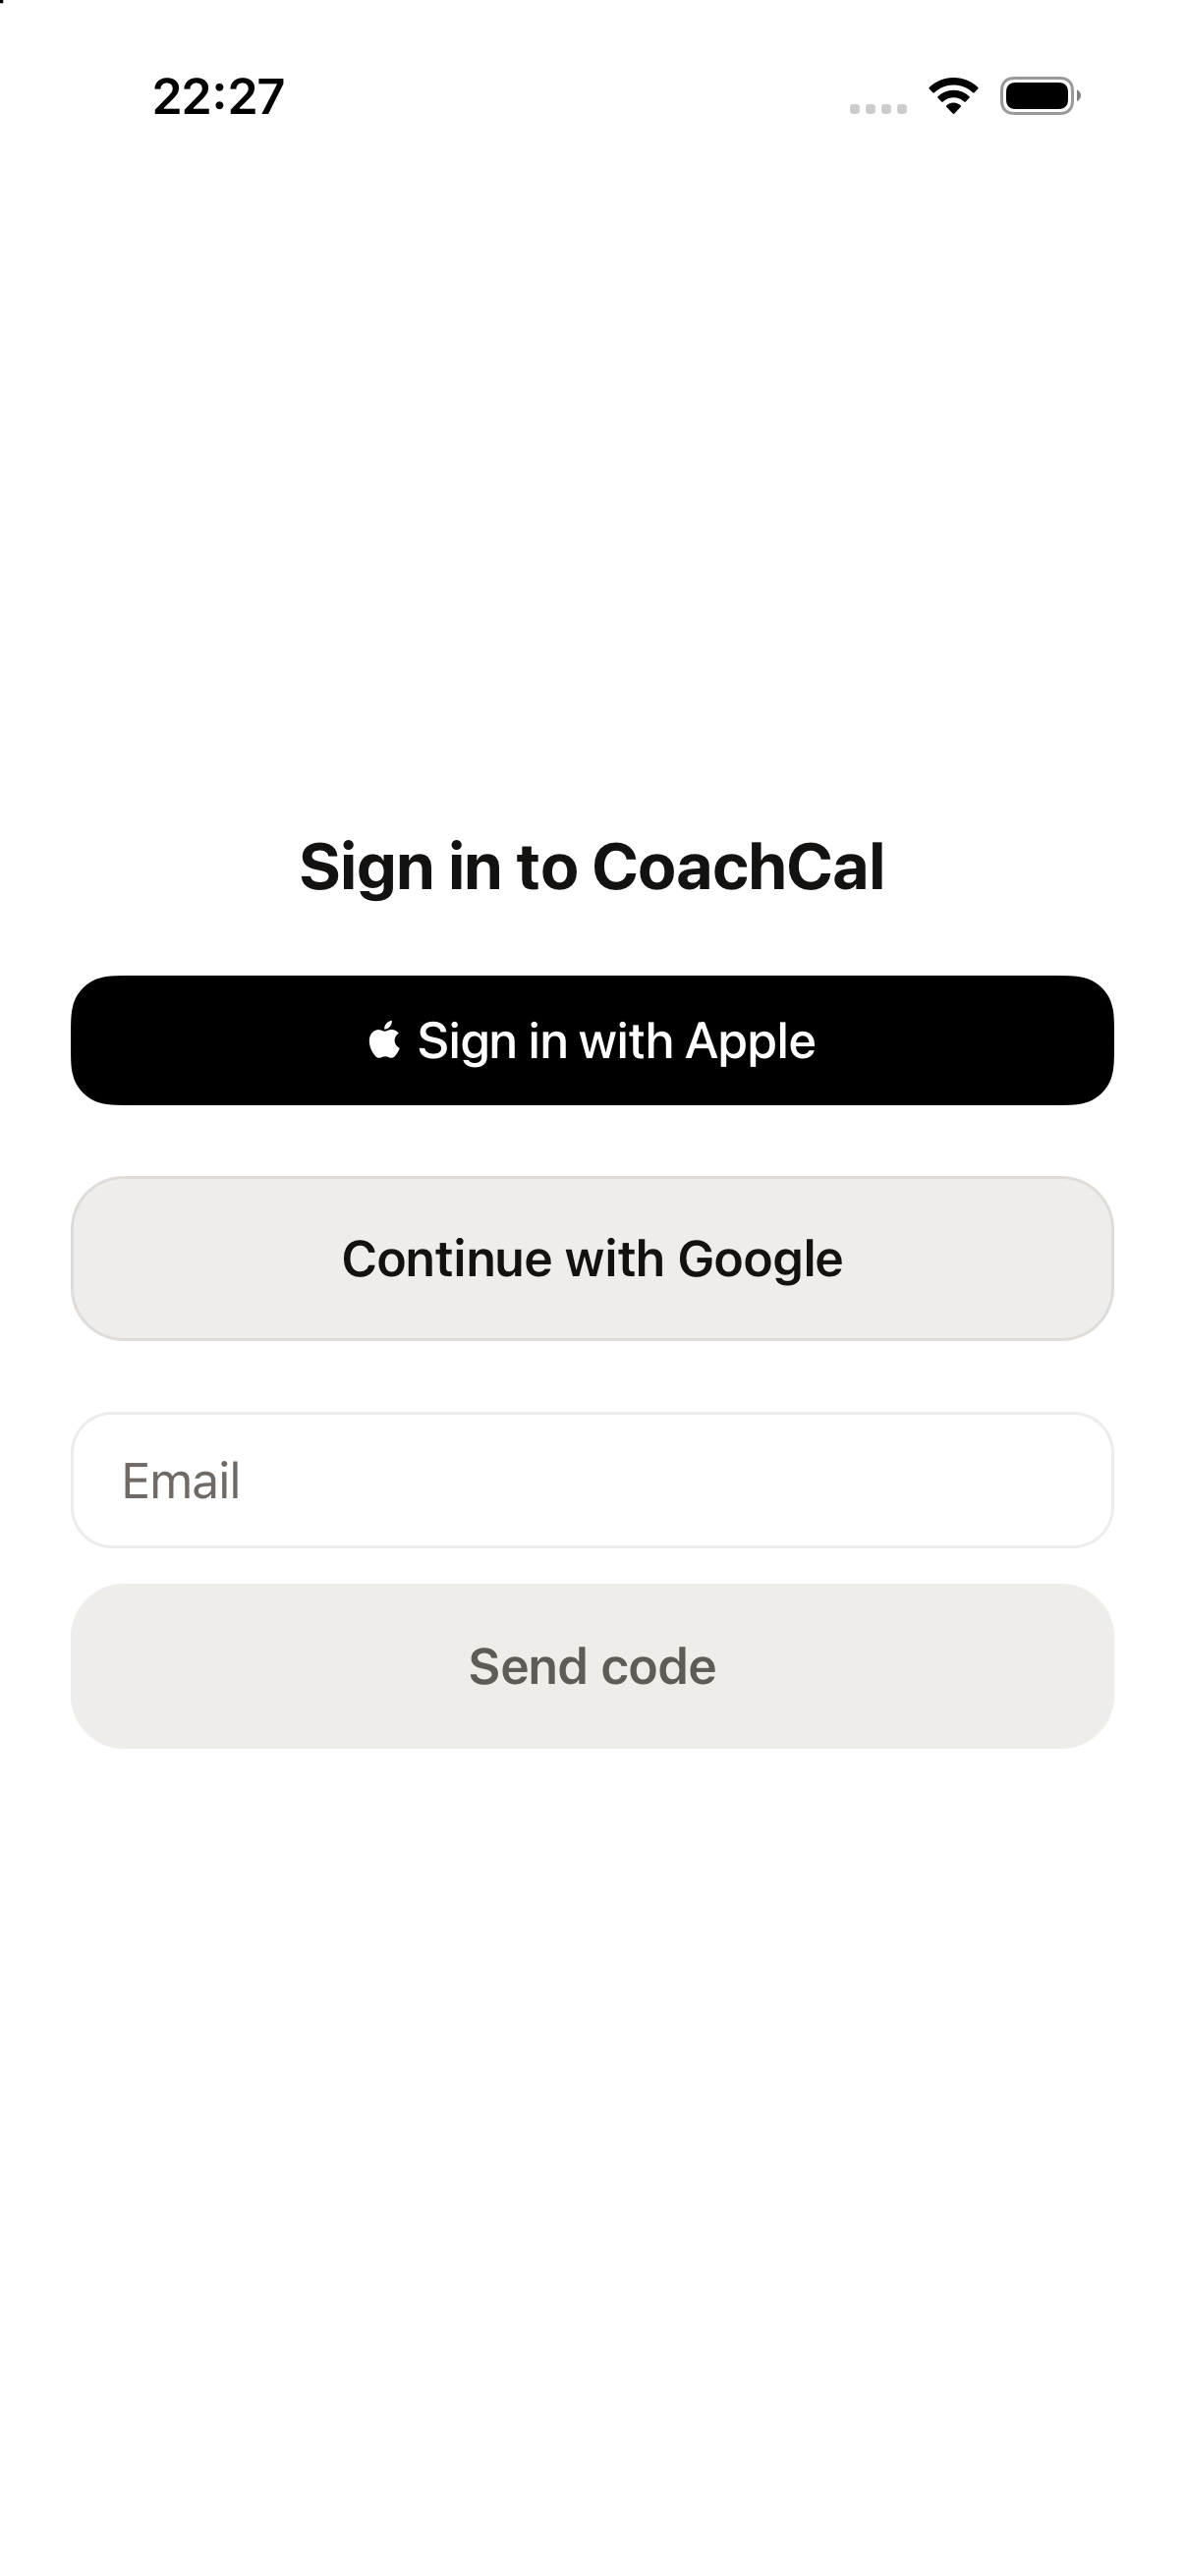 22:27
Sign in to CoachCal
Sign in with Apple
Continue with Google
Email
Send code